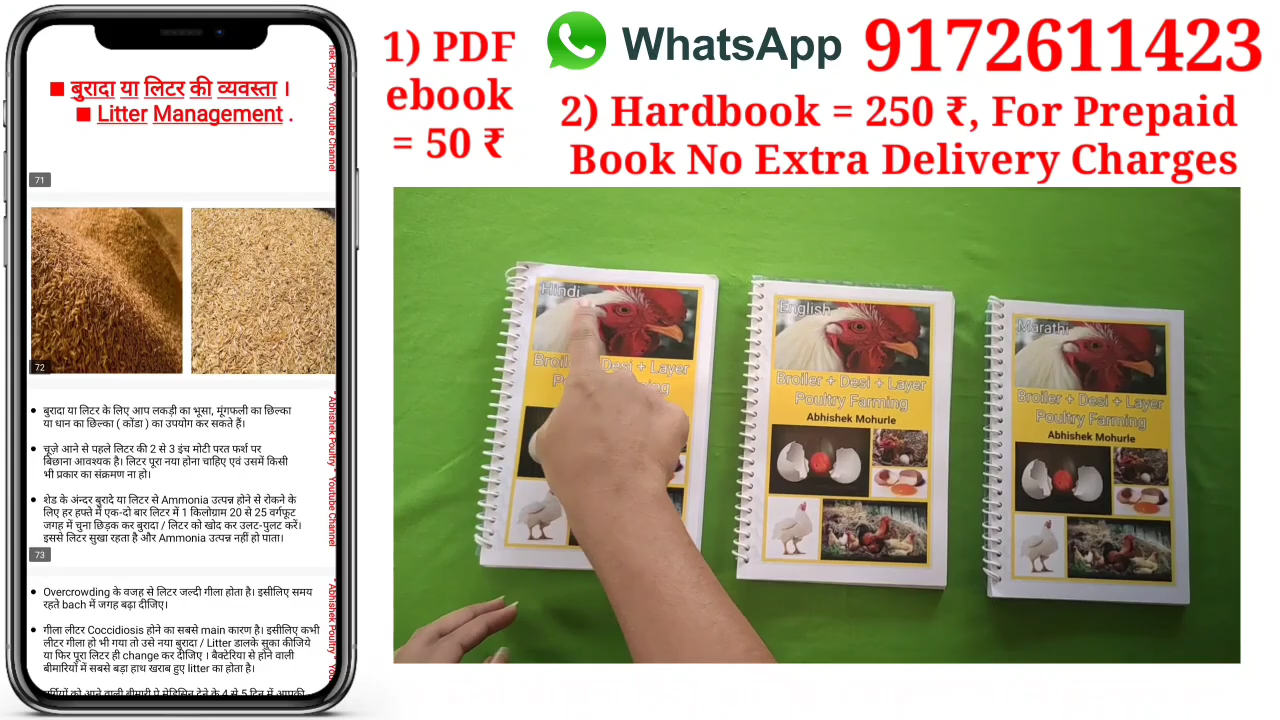 ■ बुरादा या लिटर की व्यवस्ता ।
■ Litter Management .
71
72
● बुरादा या लिटर के लिए आप लकड़ी का भूसा, मूंगफली का छिल्का
या धान का छिल्का ( कोंडा ) का उपयोग कर सकते हैं।
● चूज़े आने से पहले लिटर की 2 से 3 इंच मोटी परत फर्श पर
बिछाना आवश्यक है। लिटर पूरा नया होना चाहिए एवं उसमें किसी
भी प्रकार का संक्रमण ना हो।
● शेड के अंन्दर बुरादे या लिटर से Ammonia उत्पन्न होने से रोकने के
लिए हर हफ्ते में एक-दो बार लिटर में 1 किलोग्राम 20 से 25 वर्गफूट
जगह में चुना छिड़क कर बुरादा / लिटर को खोद कर उलट-पुलट करें।
इससे लिटर सुखा रहता है और Ammonia उत्पन्न नहीं हो पाता।
73
● Overcrowding के वजह से लिटर जल्दी गीला होता है। इसीलिए समय
रहते bach में जगह बढ़ा दीजिए।
● गीला लीटर Coccidiosis होने का सबसे main कारण है। इसीलिए कभी
लीटर गीला हो भी गया तो उसे नया बुरादा / Litter डालके सुका कीजिये
या फिर पूरा लिटर ही change कर दीजिए । बैक्टेरिया से होने वाली
बीमारियों में सबसे बड़ा हाथ खराब हुए litter का होता है।
Poultry " Youtube Channel
Abhishek Poultry " Youtube Channel
"Abhishek Poultry "
1) PDF
ebook
= 50 ₹
WhatsApp 9172611423
2) Hardbook = 250 ₹, For Prepaid
Book No Extra Delivery Charges
Hindi
Desi + Layer
English
Broiler + Desi + Layer
Poultry Farming
Abhishek Mohurle
Marathi
Broiler + Desi + Layer
Poultry Farming
Abhishek Mohurle